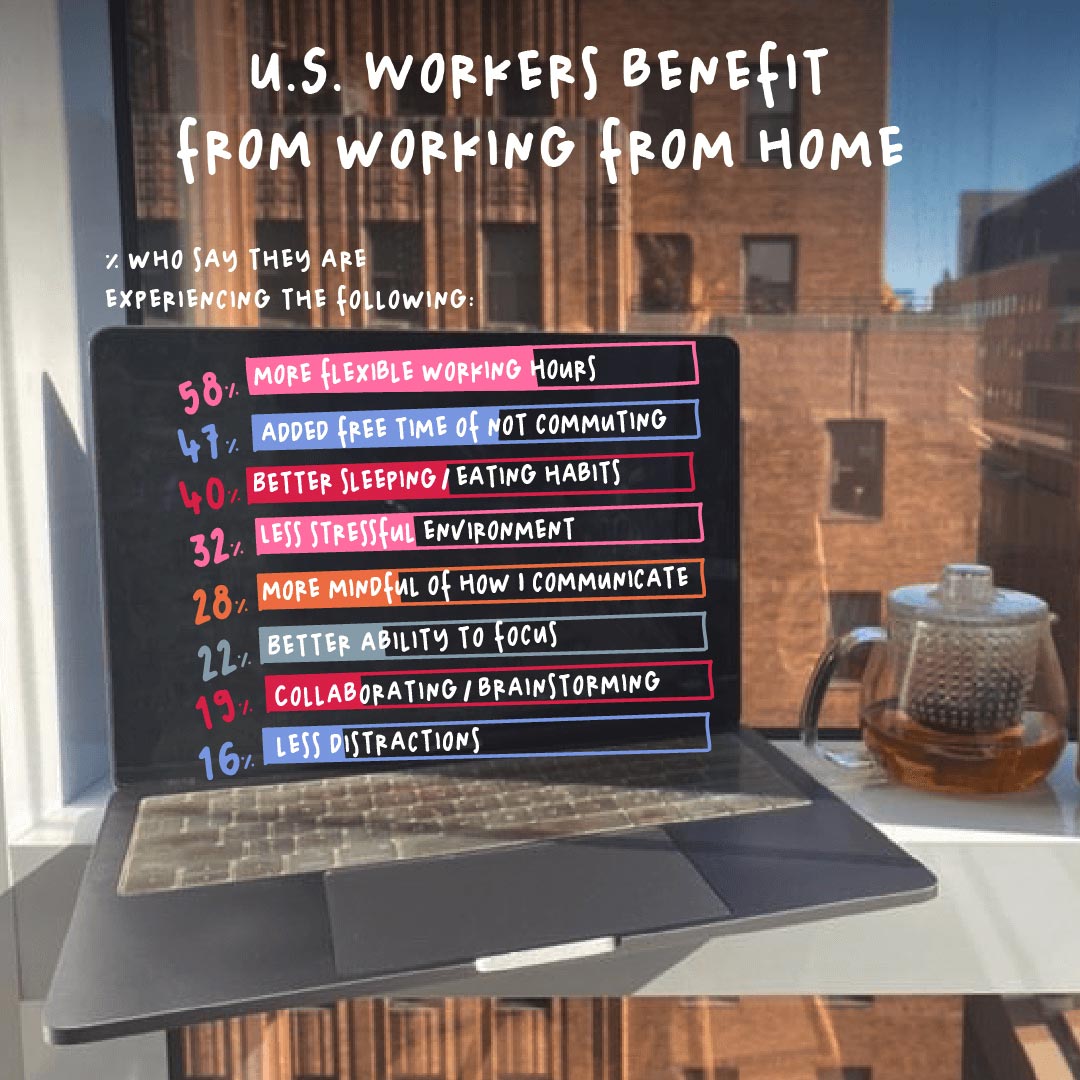 U.S. WORKERS BENEFIT
FROM WORKING FROM HOME
% WHO SAY THEY ARE
EXPERIENCING THE FOLLOWING:
58% MORE FLEXIBLE WORKING HOURS
47% ADDED FREE TIME OF NOT COMMUTING
40% BETTER SLEEPING / EATING HABITS
32% LESS STRESSFUL ENVIRONMENT
28% MORE MINDFUL OF HOW I COMMUNICATE
22% BETTER ABILITY TO FOCUS
19% COLLABORATING / BRAINSTORMING
16% LESS DISTRACTIONS